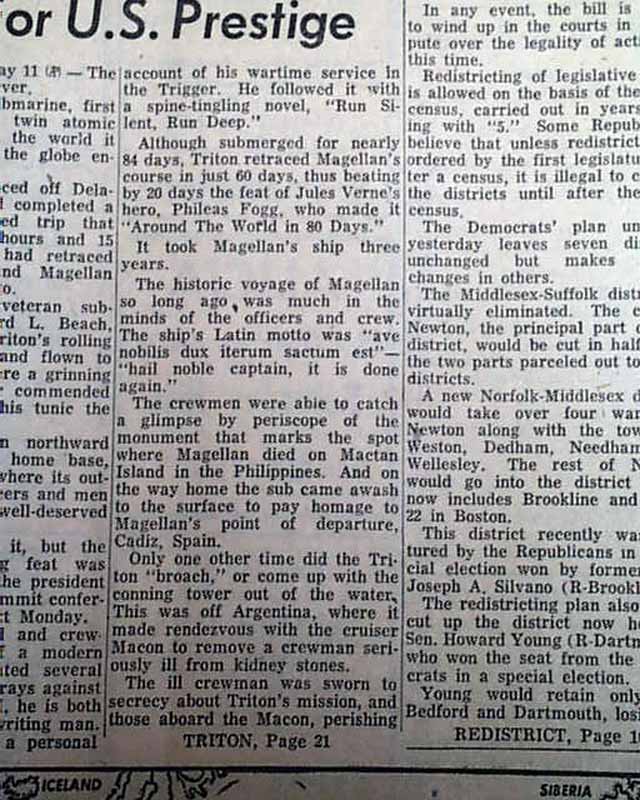 or U.S. Prestige
ay 11 (AP) — The
ver.
bmarine, first
twin atomic
the world it
the globe en-
ced off Dela-
completed a
ed trip that
hours and 15
had retraced
nd Magellan
o.
veteran sub-
rd L. Beach,
riton's rolling
and flown to
re a grinning
commended
his tunic the
n northward
home base,
where its out-
cers and men
well-deserved
it, but the
g feat was
the president
mmit confer-
t Monday.
and crew-
f a modern
ated several
rays against
he is both
writing man.
a personal
account of his wartime service in
the Trigger. He followed it with
a spine-tingling novel, "Run Si-
lent, Run Deep."
Although submerged for nearly
84 days, Triton retraced Magellan's
course in just 60 days, thus beating
by 20 days the feat of Jules Verne's
hero, Phileas Fogg, who made it
"Around The World in 80 Days."
It took Magellan's ship three
years.
The historic voyage of Magellan
so long ago was much in the
minds of the officers and crew.
The ship's Latin motto was "ave
nobilis dux iterum sactum est"—
"hail noble captain, it is done
again."
The crewmen were able to catch
a glimpse by periscope of the
monument that marks the spot
where Magellan died on Mactan
Island in the Philippines. And on
the way home the sub came awash
to the surface to pay homage to
Magellan's point of departure,
Cadiz, Spain.
Only one other time did the Tri-
ton "broach," or come up with the
conning tower out of the water.
This was off Argentina, where it
made rendezvous with the cruiser
Macon to remove a crewman seri-
ously ill from kidney stones.
The ill crewman was sworn to
secrecy about Triton's mission, and
those aboard the Macon, perishing
TRITON, Page 21
In any event, the bill is
to wind up in the courts in
pute over the legality of act
this time.
Redistricting of legislative
is allowed on the basis of the
census, carried out in years
ing with "5." Some Repub
believe that unless redistrict
ordered by the first legislatu
ter a census, it is illegal to c
the districts until after the
census.
The Democrats' plan un
yesterday leaves seven di
unchanged but makes
changes in others.
The Middlesex-Suffolk distr
virtually eliminated. The c
Newton, the principal part
district, would be cut in half
the two parts parceled out to
districts.
A new Norfolk-Middlesex d
would take over four war
Newton along with the tow
Weston, Dedham, Needham
Wellesley. The rest of N
would go into the district
now includes Brookline and
22 in Boston.
This district recently was
tured by the Republicans in
cial election won by former
Joseph A. Silvano (R-Brookl
The redistricting plan also
cut up the district now he
Sen. Howard Young (R-Dartm
who won the seat from the
crats in a special election.
Young would retain only
Bedford and Dartmouth, losi
REDISTRICT, Page 1
ICELAND
SIBERIA